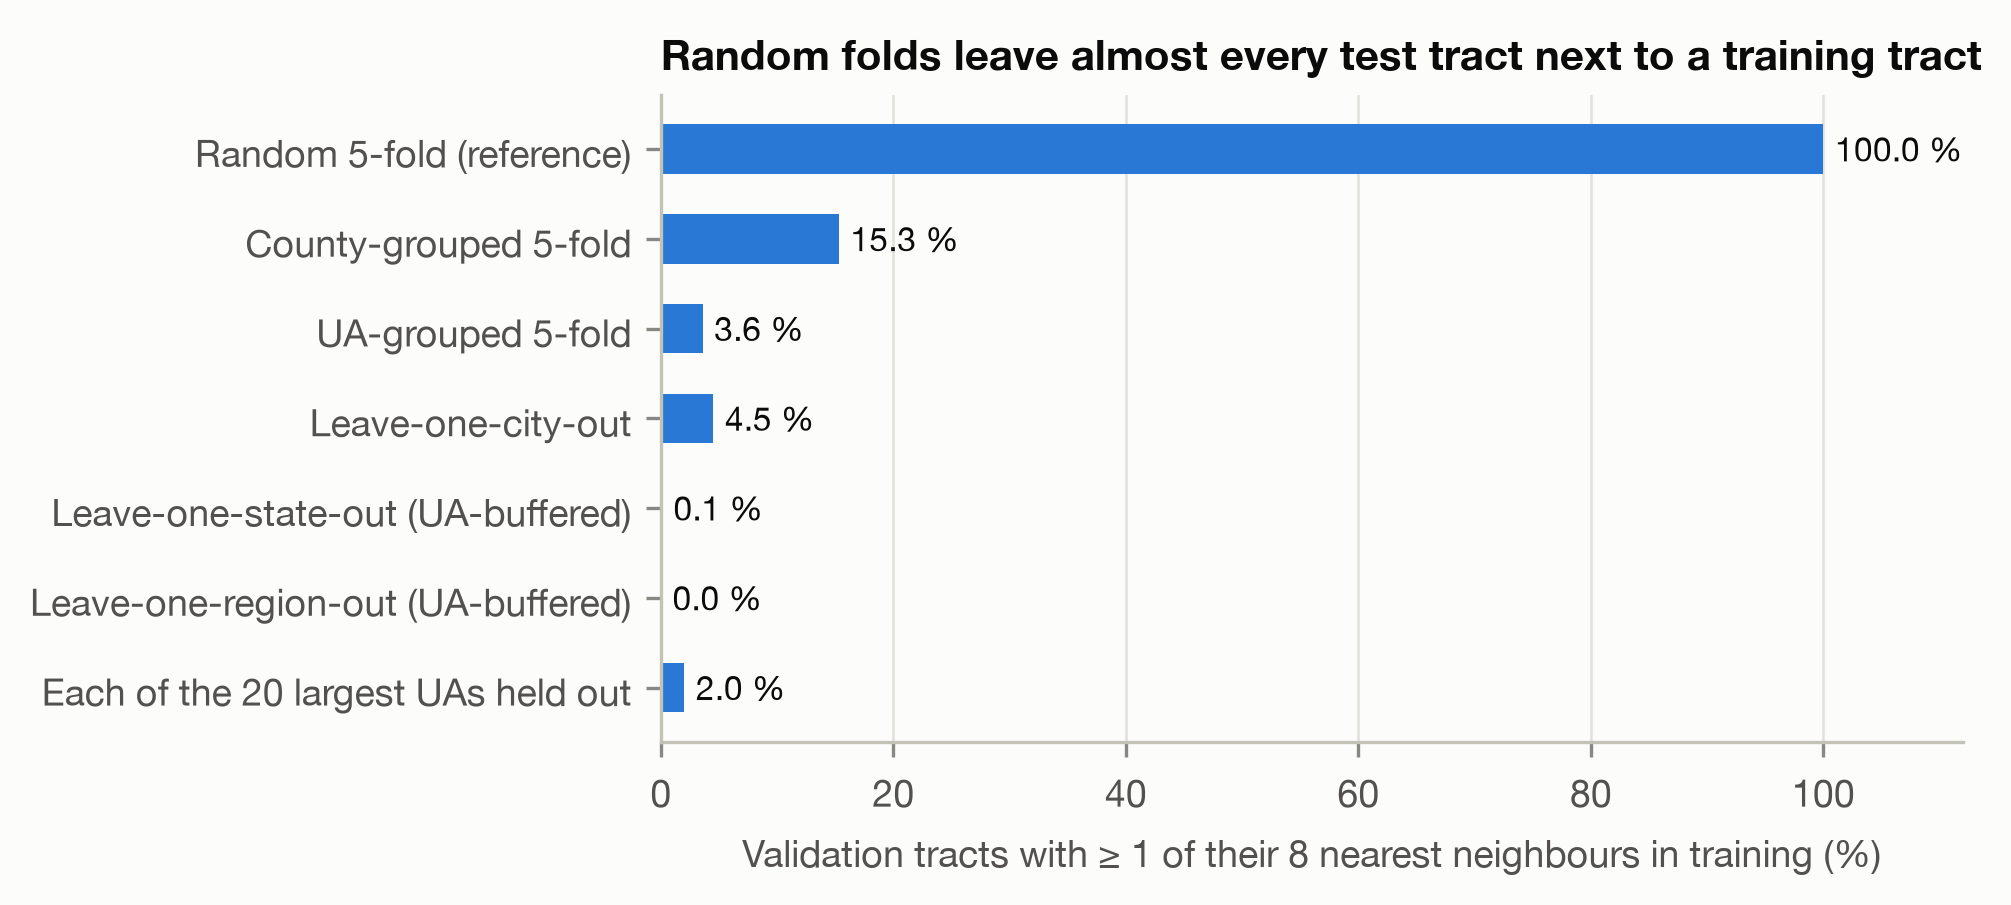 Random folds leave almost every test tract next to a training tract
Random 5-fold (reference)
100.0 %
County-grouped 5-fold
15.3 %
UA-grouped 5-fold
3.6 %
Leave-one-city-out
4.5 %
Leave-one-state-out (UA-buffered)
0.1 %
Leave-one-region-out (UA-buffered)
0.0 %
Each of the 20 largest UAs held out
2.0 %
0 20 40 60 80 100
Validation tracts with ≥ 1 of their 8 nearest neighbours in training (%)